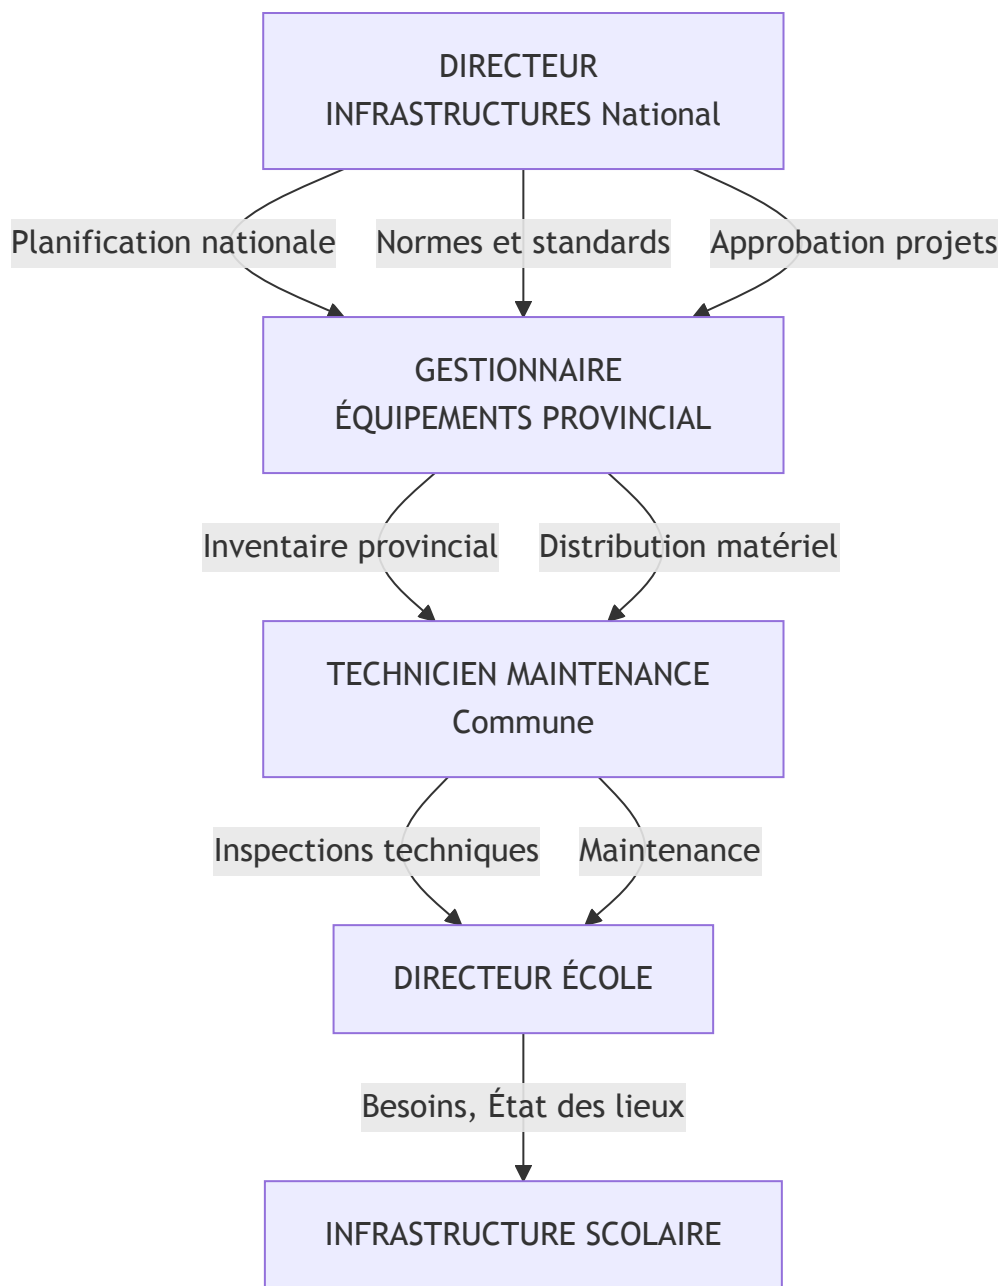 DIRECTEUR
INFRASTRUCTURES National
Planification nationale
Normes et standards
Approbation projets
GESTIONNAIRE
ÉQUIPEMENTS PROVINCIAL
Inventaire provincial
Distribution matériel
TECHNICIEN MAINTENANCE
Commune
Inspections techniques
Maintenance
DIRECTEUR ÉCOLE
Besoins, État des lieux
INFRASTRUCTURE SCOLAIRE